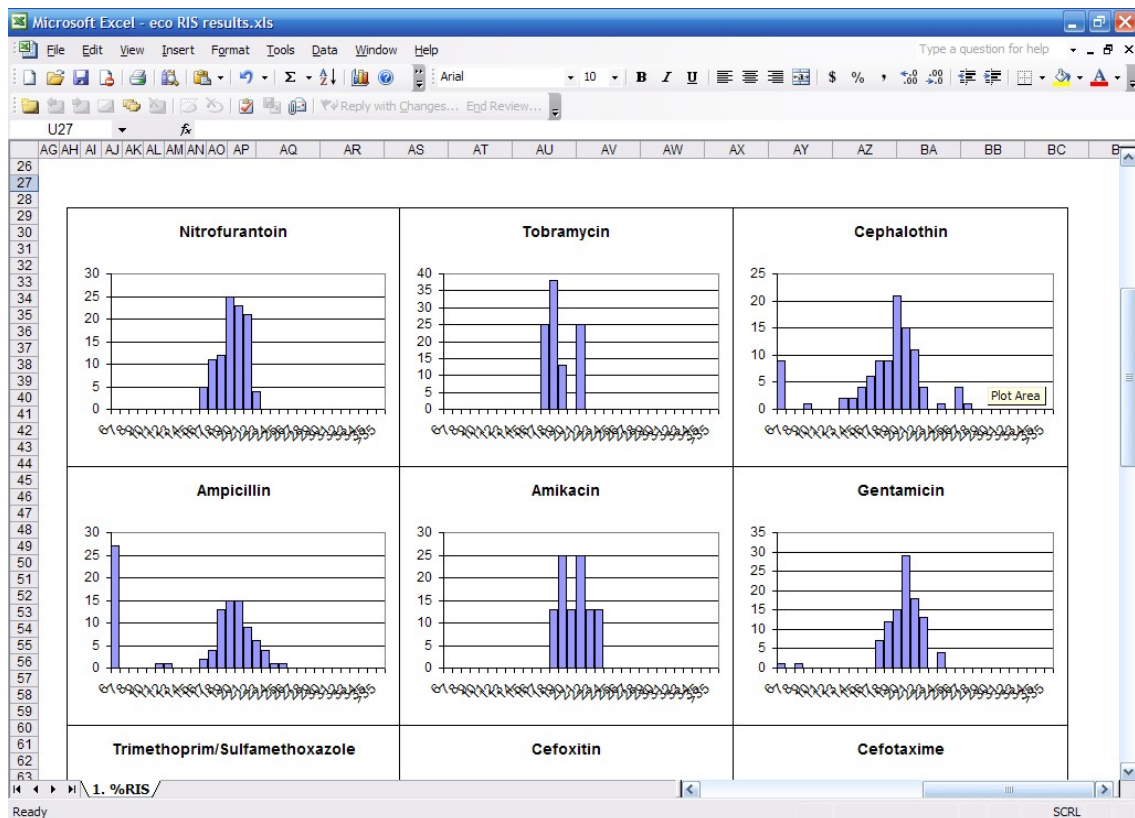 Microsoft Excel - eco RIS results.xls
File Edit View Insert Format Tools Data Window Help Type a question for help
Arial 10 B I U $ % ,
Reply with Changes... End Review...
U27 fx
AG AH AI AJ AK AL AM AN AO AP AQ AR AS AT AU AV AW AX AY AZ BA BB BC
26
27
28
29
30 Nitrofurantoin Tobramycin Cephalothin
31
32
33 30 40 25
34 25 35 20
35 20 30 15
36 15 25 10
37 10 20 5
38 5 15 0
39 0 10
40 5
41 0
Plot Area
42
43
44
45
46 Ampicillin Amikacin Gentamicin
47
48
49 30 30 35
50 25 25 30
51 20 20 25
52 15 15 20
53 10 10 15
54 5 5 10
55 0 0 5
56 0
57
58
59
60
61 Trimethoprim/Sulfamethoxazole Cefoxitin Cefotaxime
62
63
1. %RIS
Ready SCRL